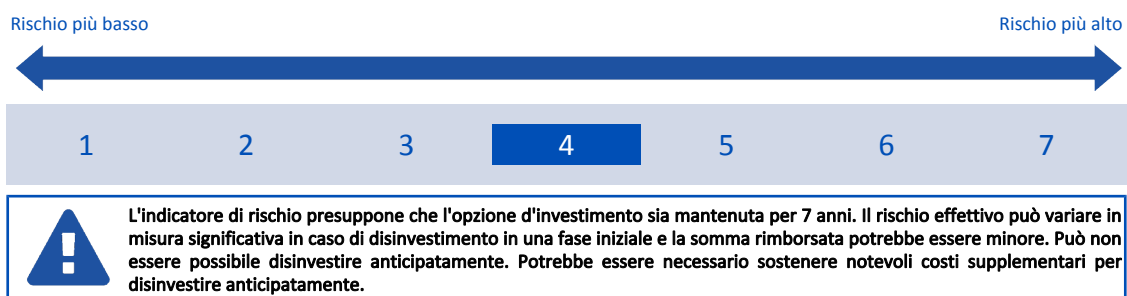 Rischio più basso Rischio più alto
1 2 3 4 5 6 7
L'indicatore di rischio presuppone che l'opzione d'investimento sia mantenuta per 7 anni. Il rischio effettivo può variare in
misura significativa in caso di disinvestimento in una fase iniziale e la somma rimborsata potrebbe essere minore. Può non
essere possibile disinvestire anticipatamente. Potrebbe essere necessario sostenere notevoli costi supplementari per
disinvestire anticipatamente.